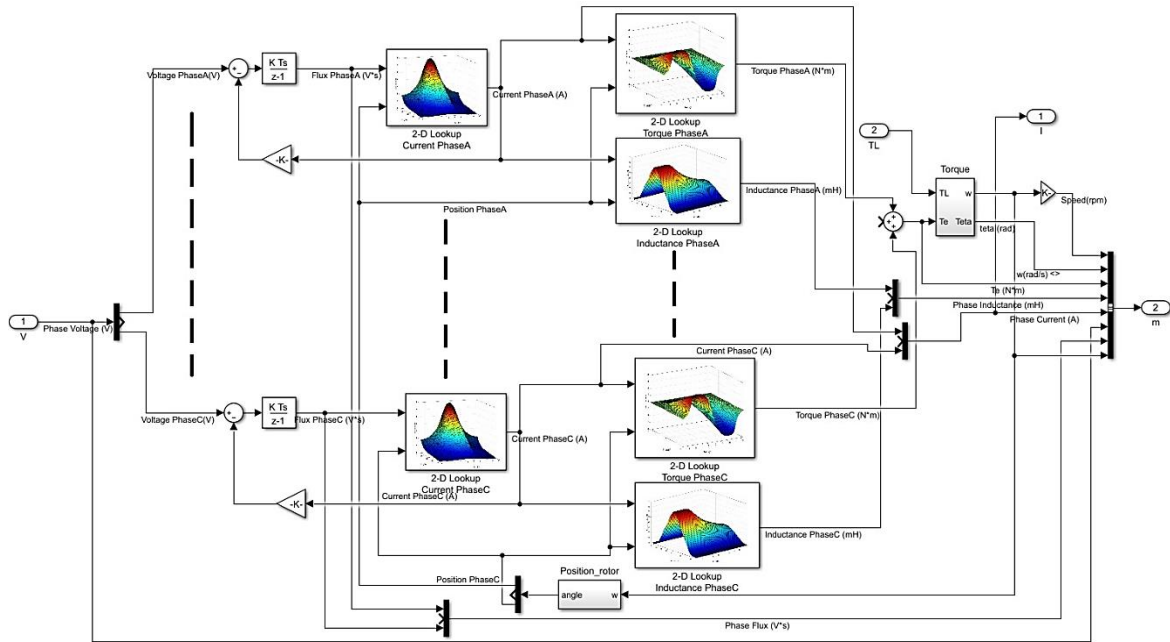 Voltage PhaseA(V)
K Ts
z-1
Flux PhaseA (V*s)
2-D Lookup
Current PhaseA
Current PhaseA (A)
-K-
2-D Lookup
Torque PhaseA
Torque PhaseA (N*m)
2-D Lookup
Inductance PhaseA
Inductance PhaseA (mH)
Position PhaseA
2
TL
Torque
TL
w
Te
Teta
1
I
K-
Speed(rpm)
teta (rad)
w(rad/s) <>
Te (N*m)
Phase Inductance (mH)
Phase Current (A)
2
m
1
V
Phase Voltage (V)
Voltage PhaseC(V)
K Ts
z-1
Flux PhaseC (V*s)
2-D Lookup
Current PhaseC
Current PhaseC (A)
Current PhaseC (A)
-K-
Current PhaseC (A)
2-D Lookup
Torque PhaseC
Torque PhaseC (N*m)
2-D Lookup
Inductance PhaseC
Inductance PhaseC (mH)
Position PhaseC
Position_rotor
angle
w
Phase Flux (V*s)